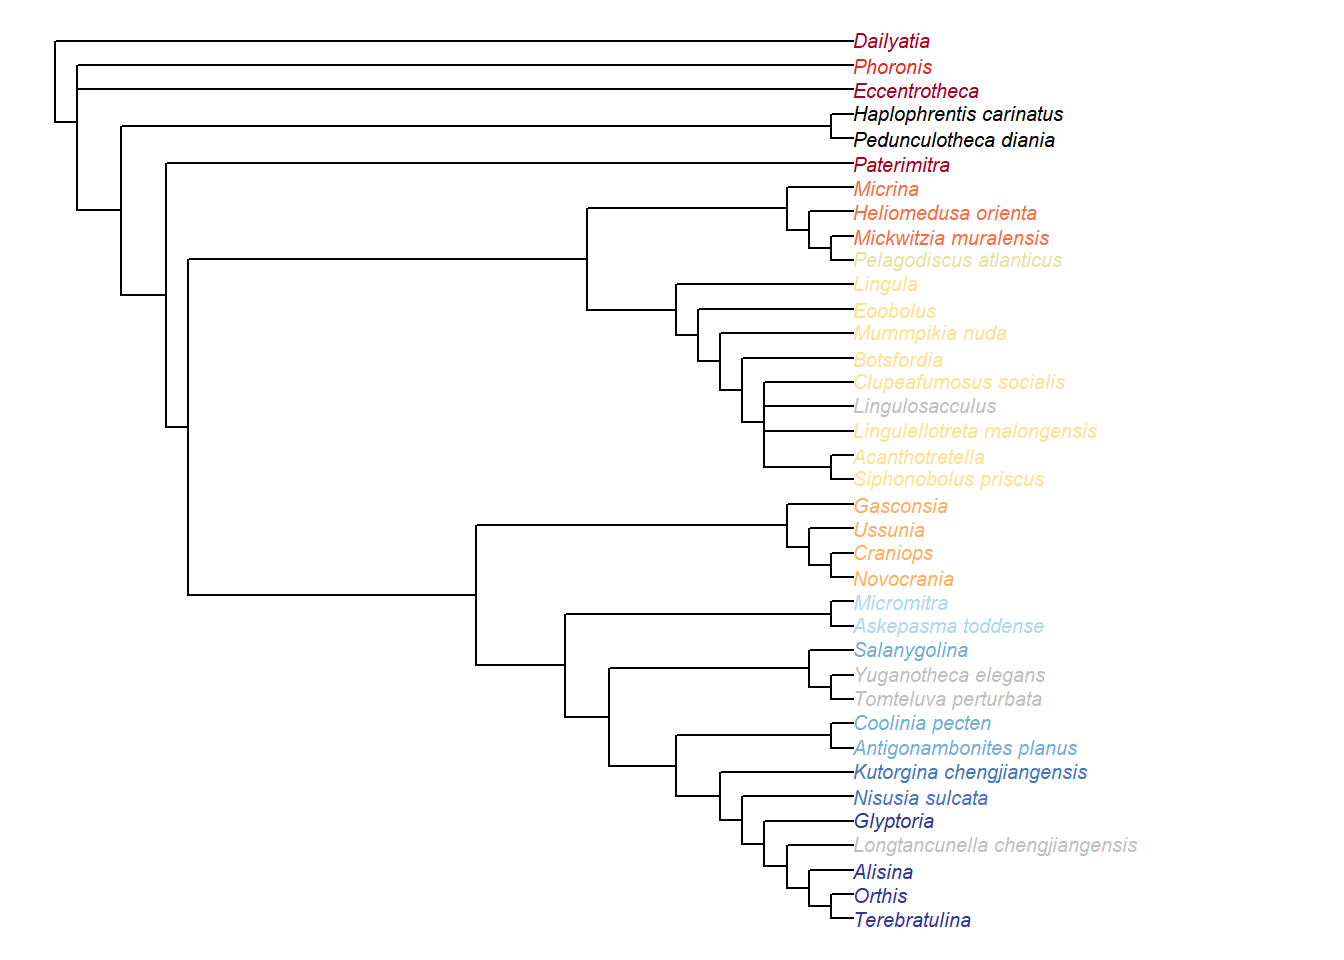 Dailyatia
Phoronis
Eccentrotheca
Haplophrentis carinatus
Pedunculotheca diania
Paterimitra
Micrina
Heliomedusa orienta
Mickwitzia muralensis
Pelagodiscus atlanticus
Lingula
Eoobolus
Mummpikia nuda
Botsfordia
Clupeafumosus socialis
Lingulosacculus
Lingulellotreta malongensis
Acanthotretella
Siphonobolus priscus
Gasconsia
Ussunia
Craniops
Novocrania
Micromitra
Askepasma toddense
Salanygolina
Yuganotheca elegans
Tomteluva perturbata
Coolinia pecten
Antigonambonites planus
Kutorgina chengjiangensis
Nisusia sulcata
Glyptoria
Longtancunella chengjiangensis
Alisina
Orthis
Terebratulina